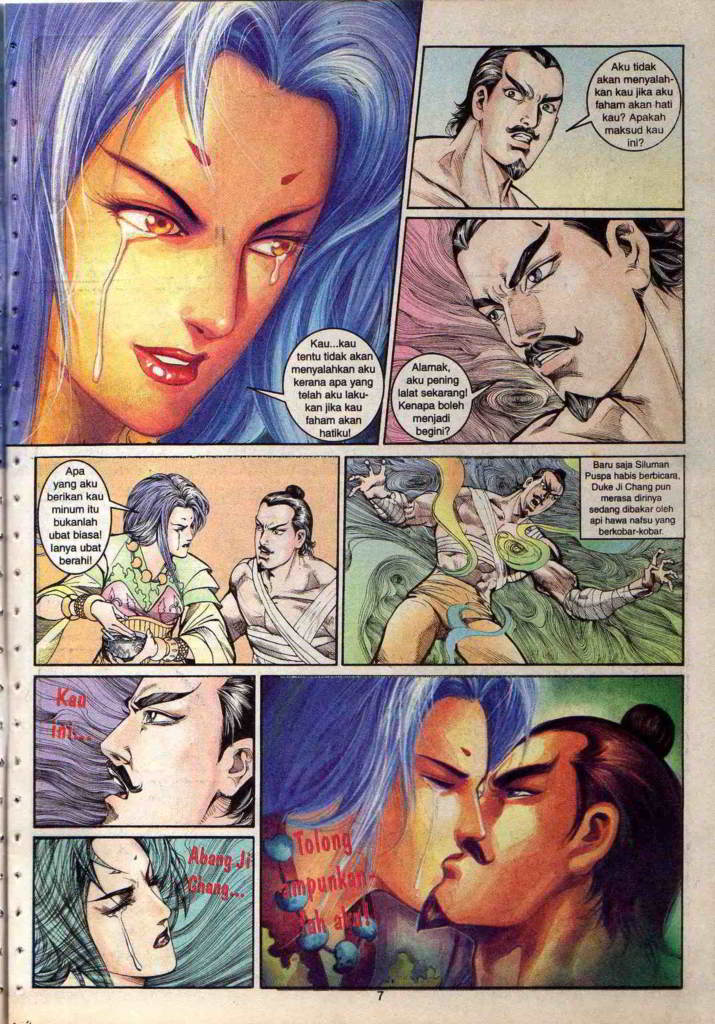 Kau...kau
tentu tidak akan
menyalahkan aku
kerana apa yang
telah aku laku-
kan jika kau
faham akan
hatiku!
Aku tidak
akan menyalah-
kan kau jika aku
faham akan hati
kau? Apakah
maksud kau
ini?
Alamak,
aku pening
lalat sekarang!
Kenapa boleh
menjadi
begini?
Apa
yang aku
berikan kau
minum itu
bukanlah
ubat biasa!
Ianya ubat
berahi!
Baru saja Siluman
Puspa habis berbicara,
Duke Ji Chang pun
merasa dirinya
sedang dibakar oleh
api hawa nafsu yang
berkobar-kobar.
Kau
ini...
Abang Ji
Chang...
Tolong
ampunkan-
lah aku!
7